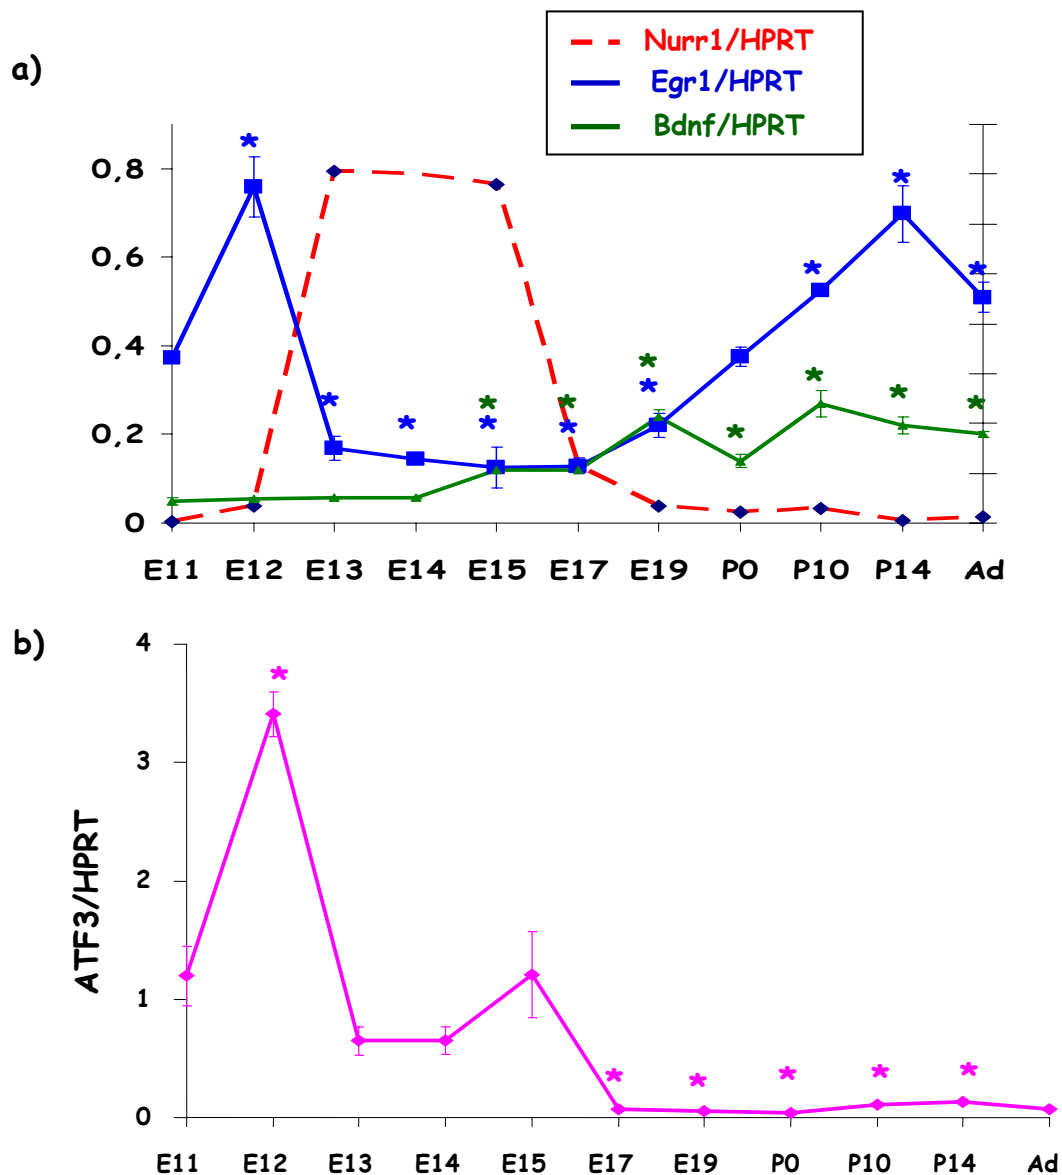 a)
Nurr1/HPRT
Egr1/HPRT
Bdnf/HPRT
0,8
0,6
0,4
0,2
0
E11 E12 E13 E14 E15 E17 E19 P0 P10 P14 Ad
b)
ATF3/HPRT
4
3
2
1
0
E11 E12 E13 E14 E15 E17 E19 P0 P10 P14 Ad